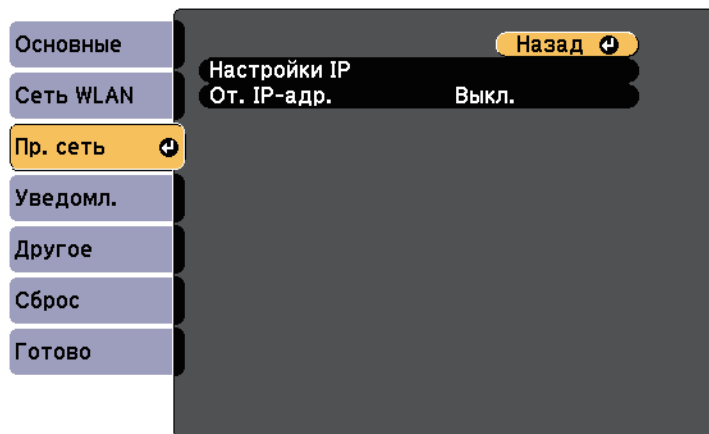 Основные
Сеть WLAN
Пр. сеть
Уведомл.
Другое
Сброс
Готово
Назад
Настройки IP
От. IP-адр. Выкл.